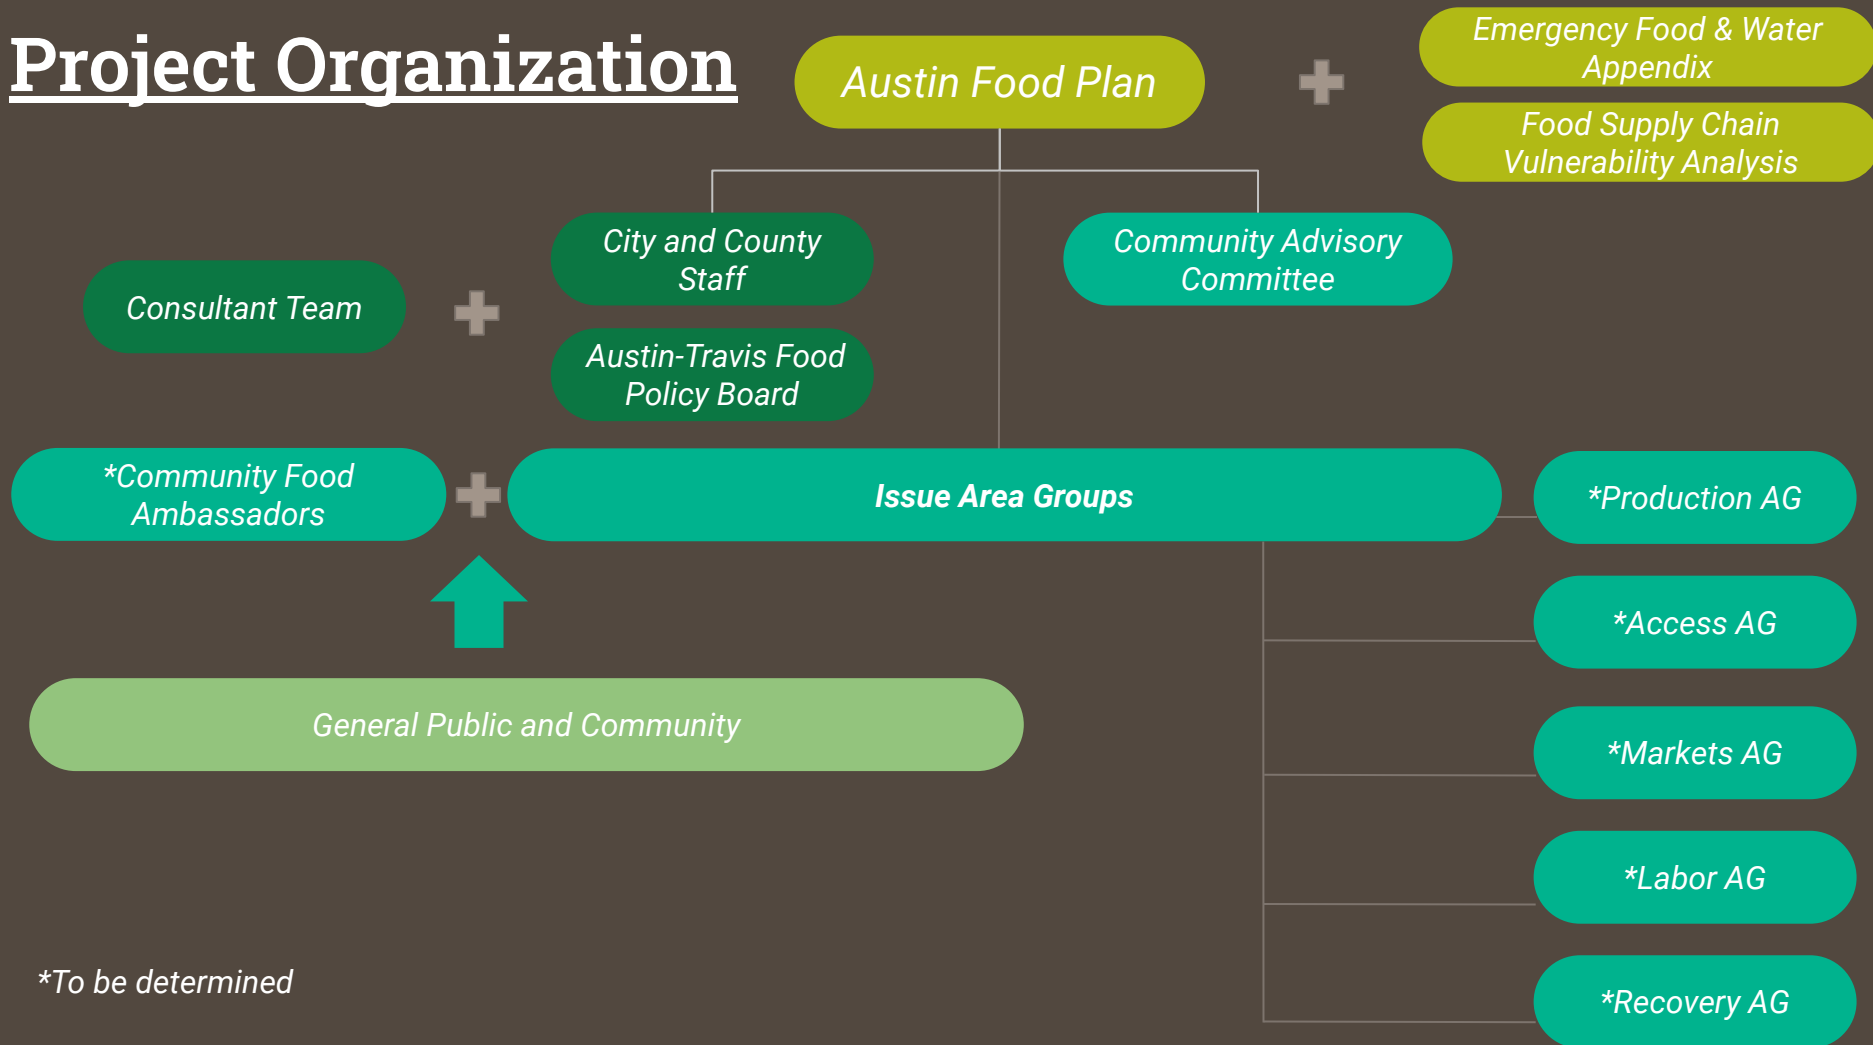 Project Organization
Austin Food Plan
Emergency Food & Water
Appendix
Food Supply Chain
Vulnerability Analysis
City and County
Staff
Community Advisory
Committee
Consultant Team
Austin-Travis Food
Policy Board
*Community Food
Ambassadors
Issue Area Groups
*Production AG
*Access AG
General Public and Community
*Markets AG
*Labor AG
*To be determined
*Recovery AG